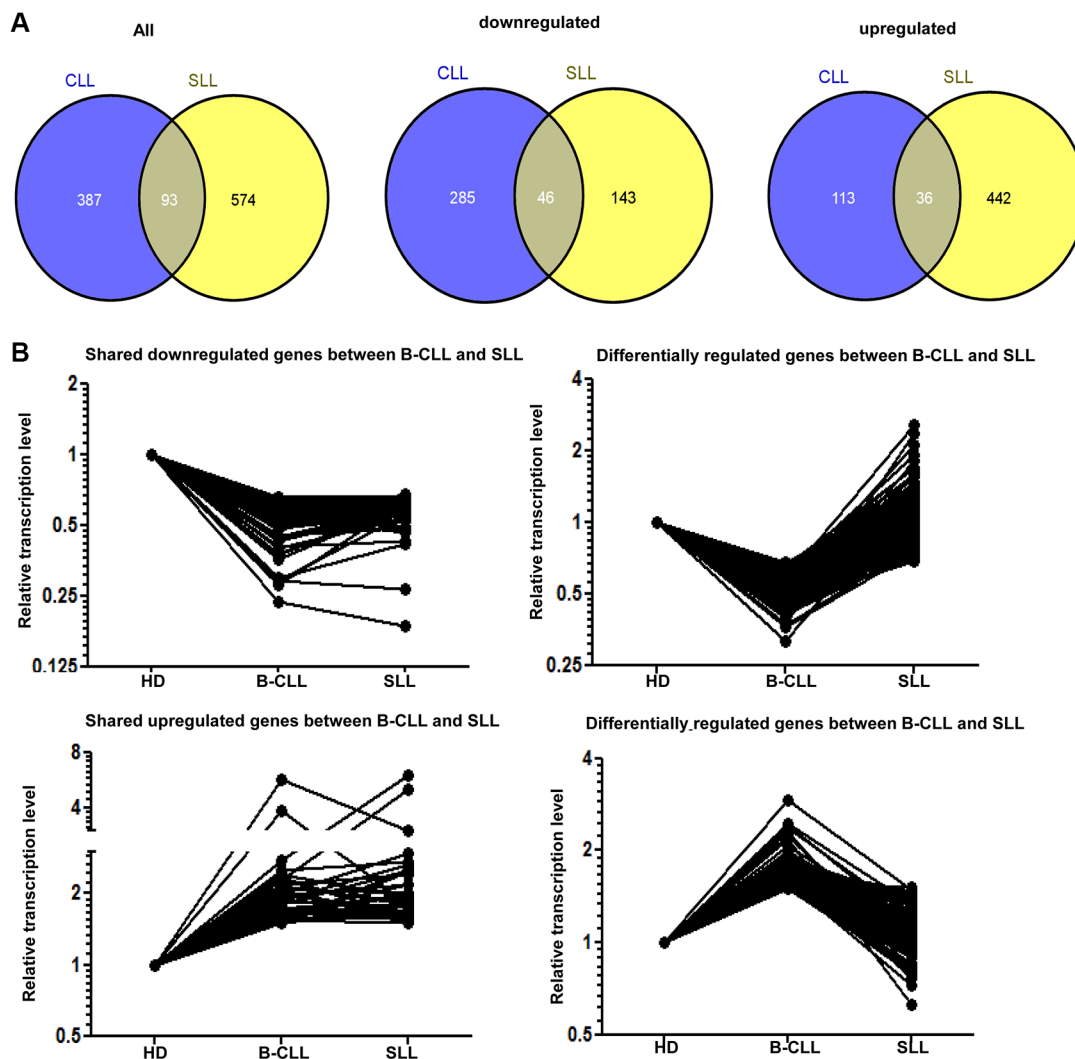 A
All
downregulated
upregulated
CLL
SLL
CLL
SLL
CLL
SLL
387
93
574
285
46
143
113
36
442
B
Shared downregulated genes between B-CLL and SLL
Relative transcription level
2
1
0.5
0.25
0.125
HD
B-CLL
SLL
Differentially regulated genes between B-CLL and SLL
Relative transcription level
4
2
1
0.5
0.25
HD
B-CLL
SLL
Shared upregulated genes between B-CLL and SLL
Relative transcription level
8
4
2
1
0.5
HD
B-CLL
SLL
Differentially regulated genes between B-CLL and SLL
Relative transcription level
4
2
1
0.5
HD
B-CLL
SLL